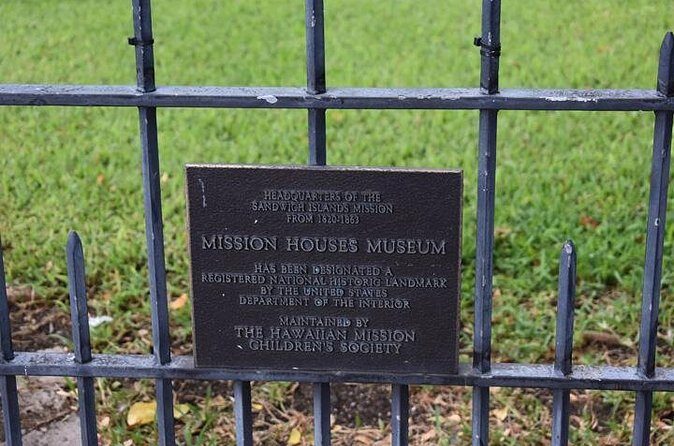 HEADQUARTERS OF THE
SANDWICH ISLANDS MISSION
FROM 1820-1863
MISSION HOUSES MUSEUM
HAS BEEN DESIGNATED A
REGISTERED NATIONAL HISTORIC LANDMARK
BY THE UNITED STATES
DEPARTMENT OF THE INTERIOR
MAINTAINED BY
THE HAWAIIAN MISSION
CHILDREN'S SOCIETY